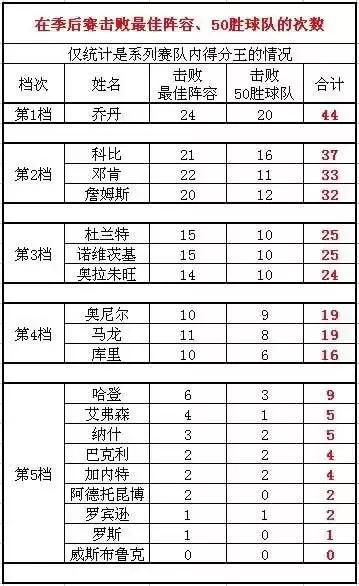 在季后赛击败最佳阵容、50胜球队的次数
仅统计是系列赛队内得分王的情况
档次 姓名 击败最佳阵容 击败50胜球队 合计
第1档 乔丹 24 20 44
第2档 科比 21 16 37
邓肯 22 11 33
詹姆斯 20 12 32
第3档 杜兰特 15 10 25
诺维茨基 15 10 25
奥拉朱旺 14 10 24
第4档 奥尼尔 10 9 19
马龙 11 8 19
库里 10 6 16
第5档 哈登 6 3 9
艾弗森 4 1 5
纳什 3 2 5
巴克利 2 2 4
加内特 2 2 4
阿德托昆博 2 0 2
罗宾逊 1 1 2
罗斯 1 0 1
威斯布鲁克 0 0 0